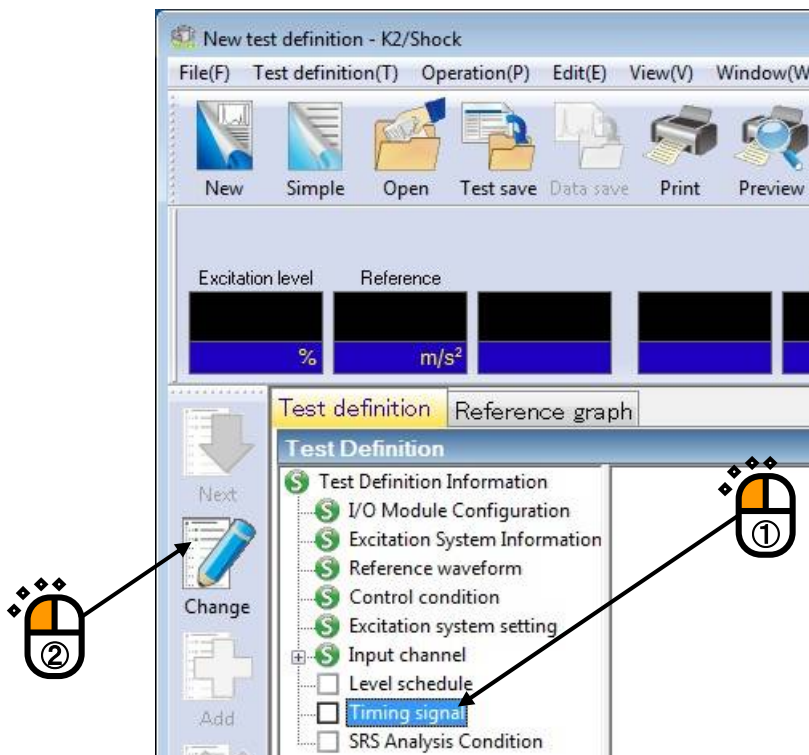 New test definition - K2/Shock
File(F) Test definition(T) Operation(P) Edit(E) View(V) Window(W
New Simple Open Test save Data save Print Preview
Excitation level Reference
% m/s²
Test definition Reference graph
Test Definition
Next
Change
Add
S Test Definition Information
S I/O Module Configuration
S Excitation System Information
S Reference waveform
S Control condition
S Excitation system setting
S Input channel
Level schedule
Timing signal
SRS Analysis Condition
①
②